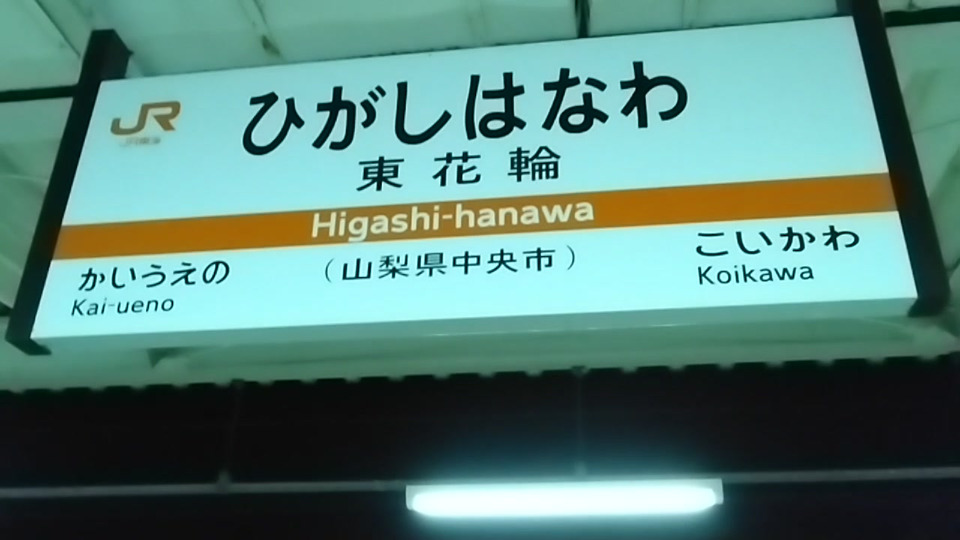 JR
ひがしはなわ
東花輪
Higashi-hanawa
かいうえの
Kai-ueno
（山梨県中央市）
こいかわ
Koikawa